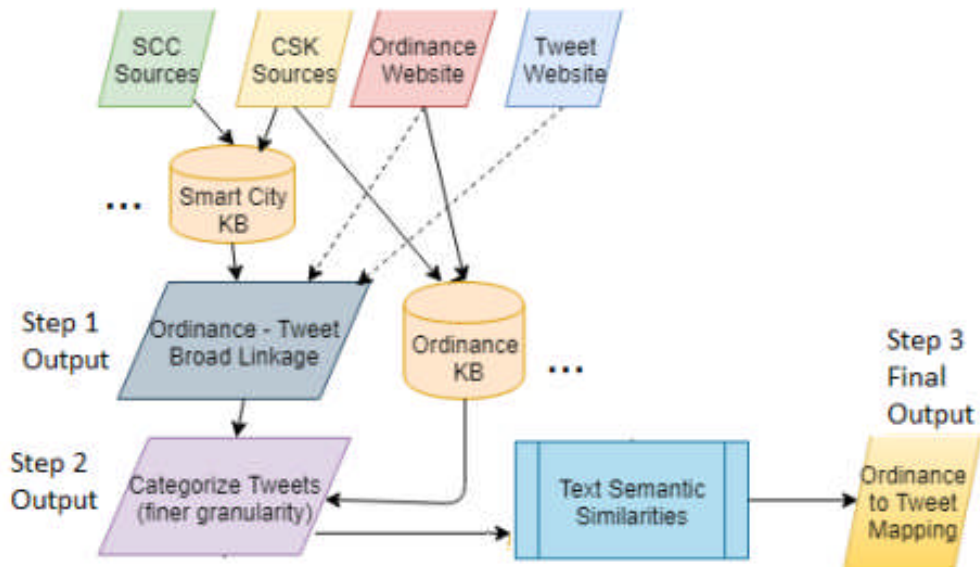 SCC
Sources
CSK
Sources
Ordinance
Website
Tweet
Website
...
Smart City
KB
Step 1
Output
Ordinance - Tweet
Broad Linkage
Ordinance
KB
...
Step 3
Final
Output
Step 2
Output
Categorize Tweets
(finer granularity)
Text Semantic
Similarities
Ordinance
to Tweet
Mapping